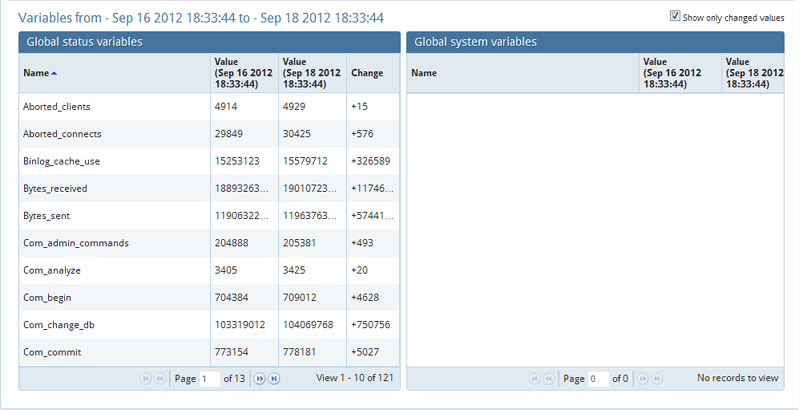 Variables from - Sep 16 2012 18:33:44 to - Sep 18 2012 18:33:44
Show only changed values
Global status variables
Name Value (Sep 16 2012 18:33:44) Value (Sep 18 2012 18:33:44) Change
Aborted_clients 4914 4929 +15
Aborted_connects 29849 30425 +576
Binlog_cache_use 15253123 15579712 +326589
Bytes_received 18893263... 19010723... +11746...
Bytes_sent 11906322... 11963763... +57441...
Com_admin_commands 204888 205381 +493
Com_analyze 3405 3425 +20
Com_begin 704384 709012 +4628
Com_change_db 103319012 104069768 +750756
Com_commit 773154 778181 +5027
Page 1 of 13 View 1 - 10 of 121
Global system variables
Name Value (Sep 16 2012 18:33:44) Value (Sep 18 2012 18:33:44)
Page 0 of 0 No records to view